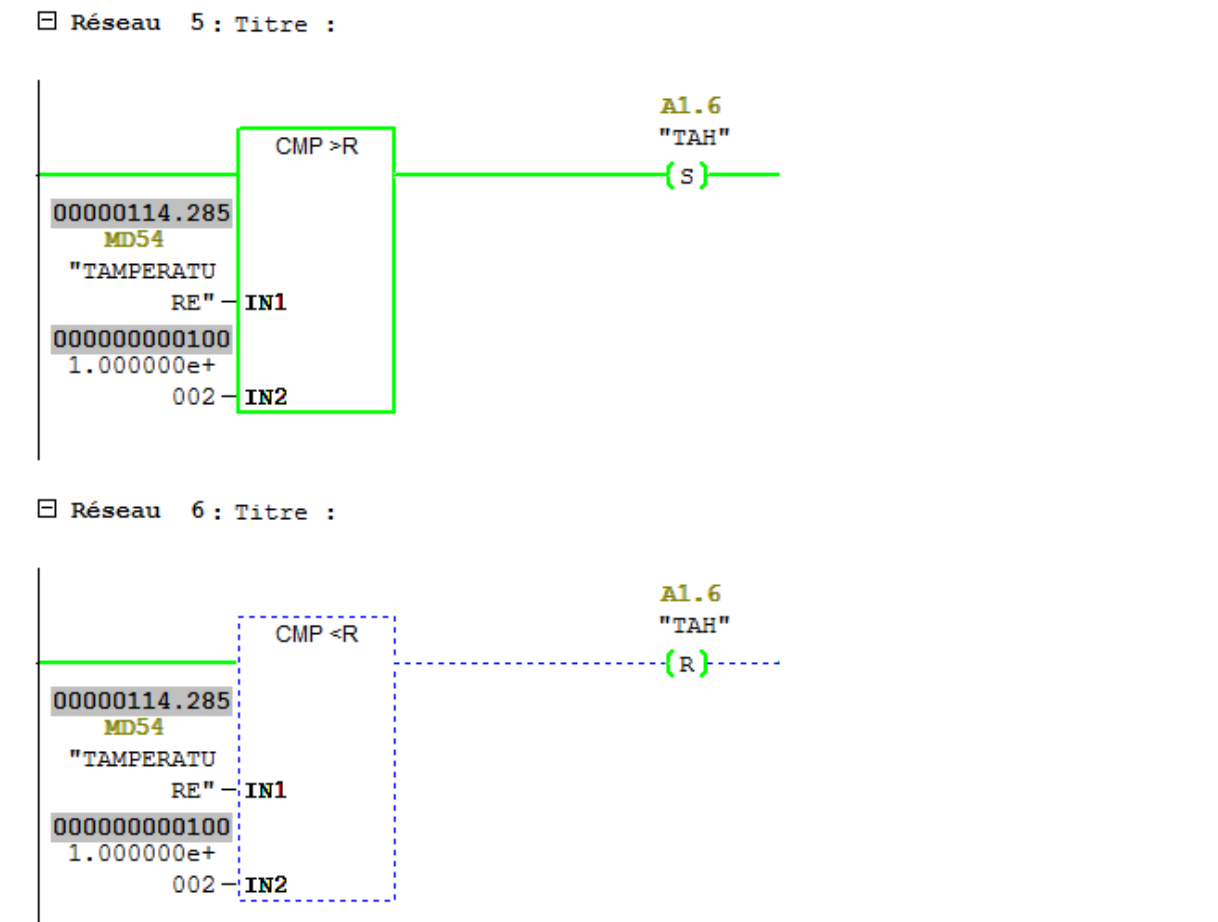 Réseau 5: Titre :
A1.6
"TAH"
CMP >R
S
00000114.285
MD54
"TAMPERATU
RE" IN1
000000000100
1.000000e+
002 IN2
Réseau 6: Titre :
A1.6
"TAH"
CMP <R
R
00000114.285
MD54
"TAMPERATU
RE" IN1
000000000100
1.000000e+
002 IN2